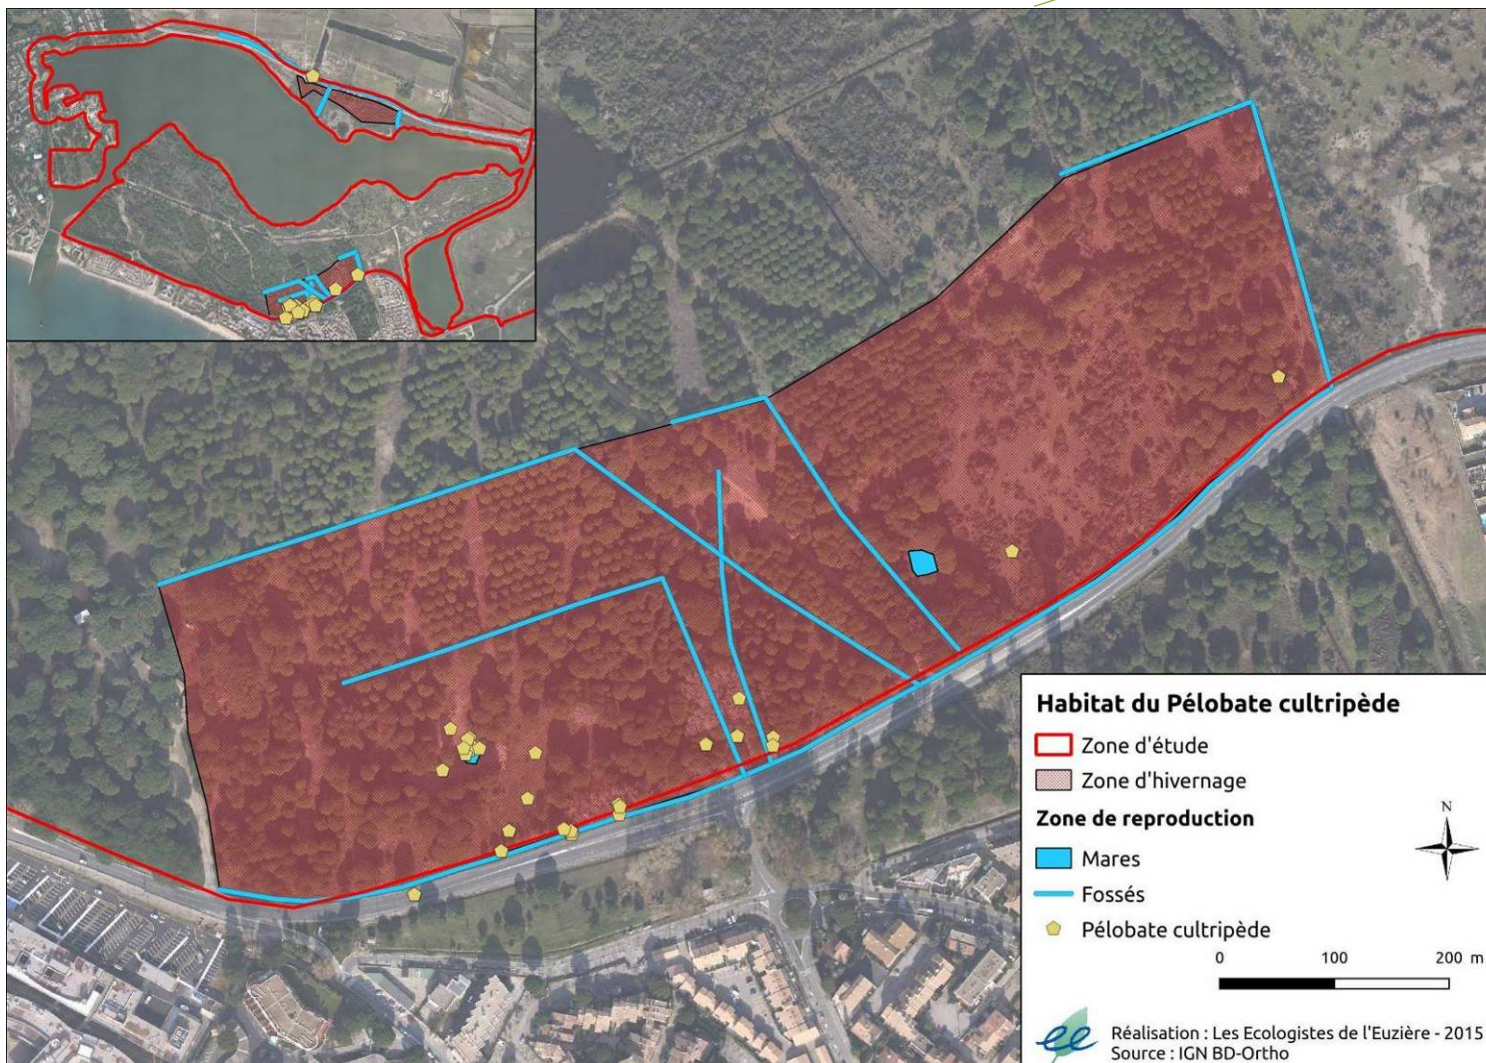 Habitat du Pélobate cultripède
Zone d'étude
Zone d'hivernage
Zone de reproduction
Mares
Fossés
Pélobate cultripède
N
0 100 200 m
ee
Réalisation : Les Ecologistes de l'Euzière - 2015
Source : IGN BD-Ortho